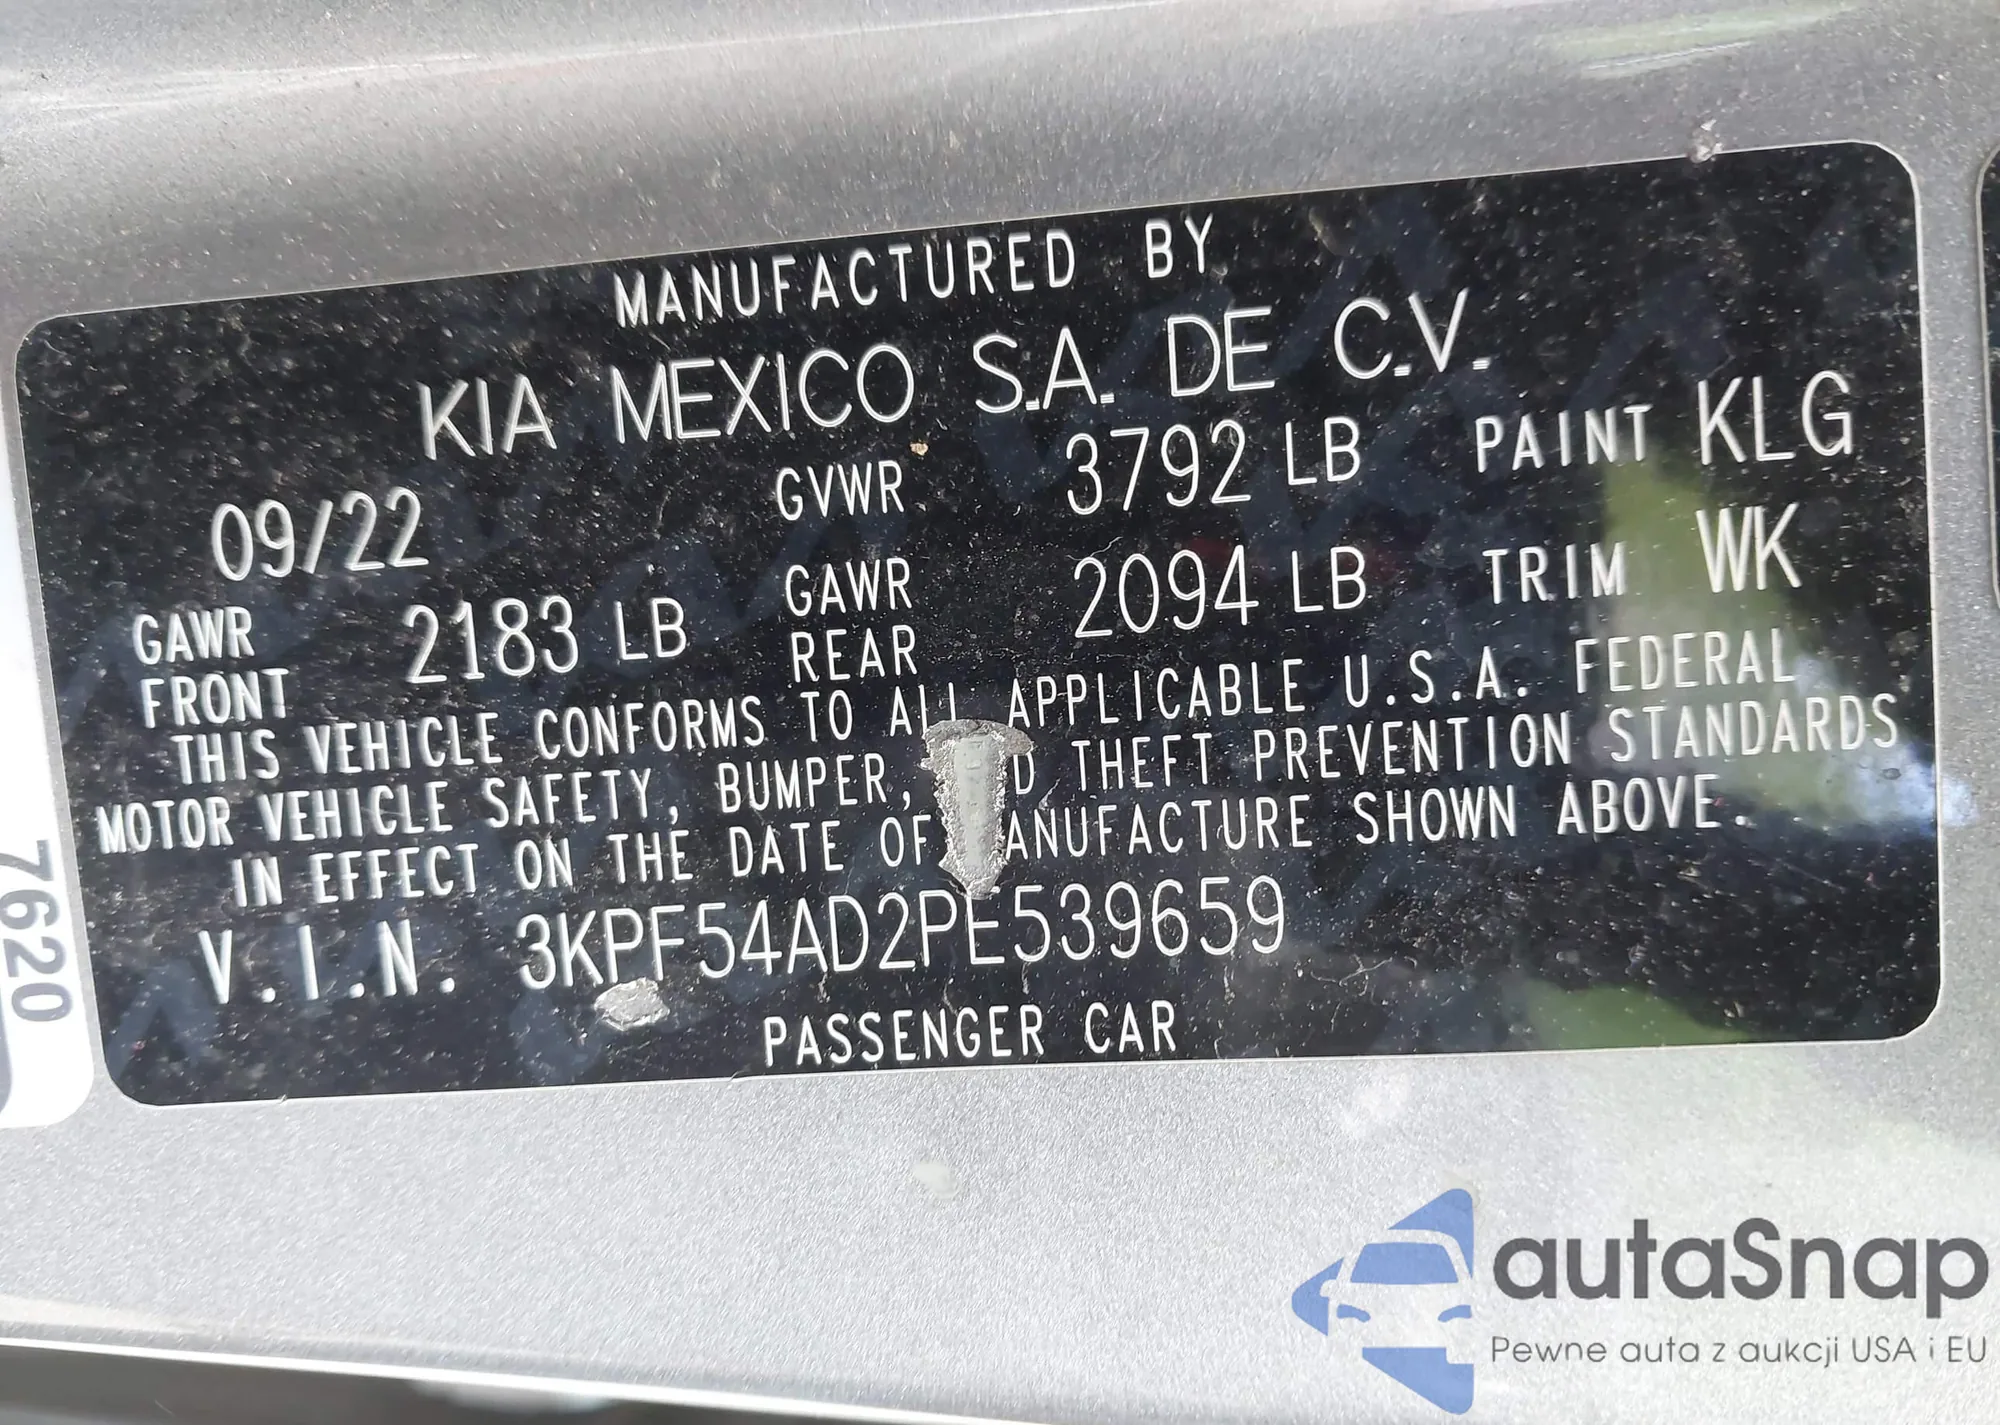 MANUFACTURED BY
KIA MEXICO S.A. DE C.V.
09/22 GVWR 3792 LB PAINT KLG
GAWR FRONT 2183 LB GAWR REAR 2094 LB TRIM WK
THIS VEHICLE CONFORMS TO ALL APPLICABLE U.S.A. FEDERAL
MOTOR VEHICLE SAFETY, BUMPER, THEFT PREVENTION STANDARDS
IN EFFECT ON THE DATE OF ANUFACTURE SHOWN ABOVE.
V.I.N. 3KPF54AD2PE539659
PASSENGER CAR
7620
autaSnap
Pewne auta z aukcji USA i EU